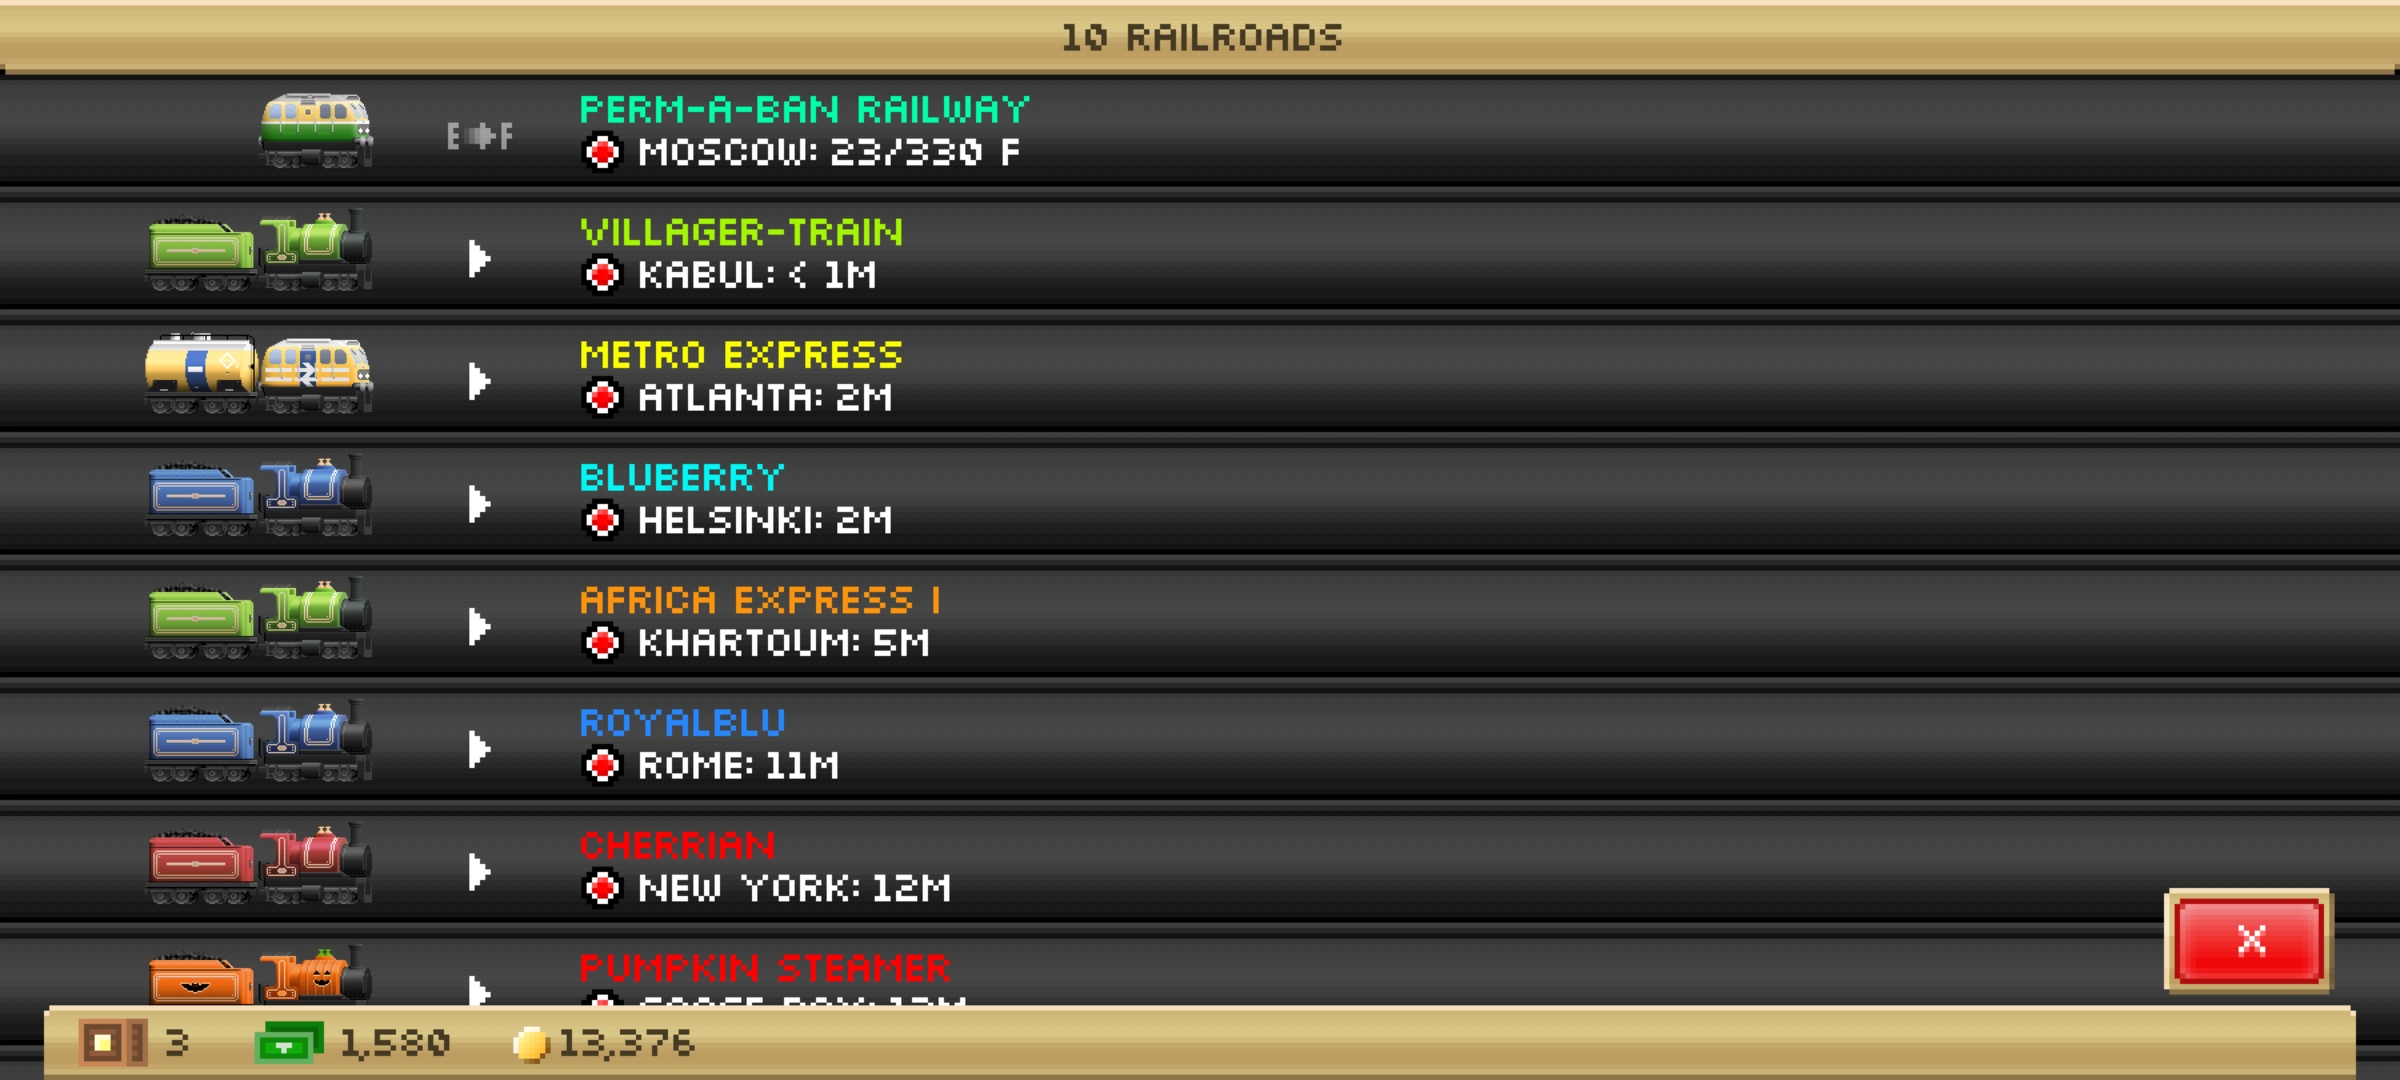 10 RAILROADS
E F
PERM-A-BAN RAILWAY
MOSCOW: 23/330 F
VILLAGER-TRAIN
KABUL: < 1M
METRO EXPRESS
ATLANTA: 2M
BLUBERRY
HELSINKI: 2M
AFRICA EXPRESS I
KHARTOUM: 5M
ROYALBLU
ROME: 11M
CHERRIAN
NEW YORK: 12M
PUMPKIN STEAMER
X
3 1,580 13,376